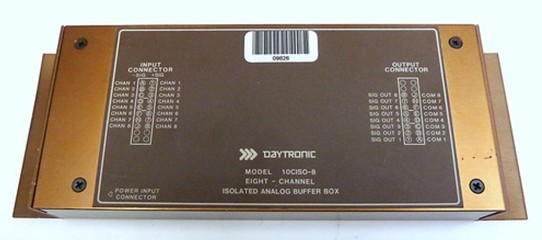 09826
INPUT
CONNECTOR
-SIG +SIG
CHAN 1 CHAN 1
CHAN 2 CHAN 2
CHAN 3 CHAN 3
CHAN 4 CHAN 4
CHAN 5 CHAN 5
CHAN 6 CHAN 6
CHAN 7 CHAN 7
CHAN 8 CHAN 8
OUTPUT
CONNECTOR
SIG OUT 8 COM 8
SIG OUT 7 COM 7
SIG OUT 6 COM 6
SIG OUT 5 COM 5
SIG OUT 4 COM 4
SIG OUT 3 COM 3
SIG OUT 2 COM 2
SIG OUT 1 COM 1
DAYTRONIC
MODEL 10CISO-8
EIGHT - CHANNEL
ISOLATED ANALOG BUFFER BOX
POWER INPUT
CONNECTOR